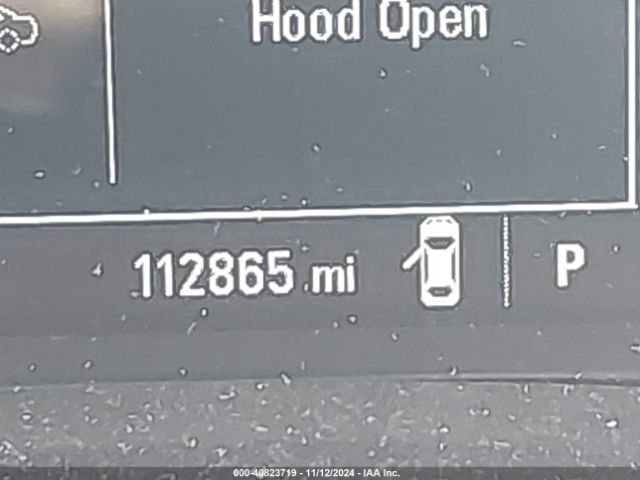 Hood Open
112865 mi P
000-40823719 - 11/12/2024 - IAA Inc.